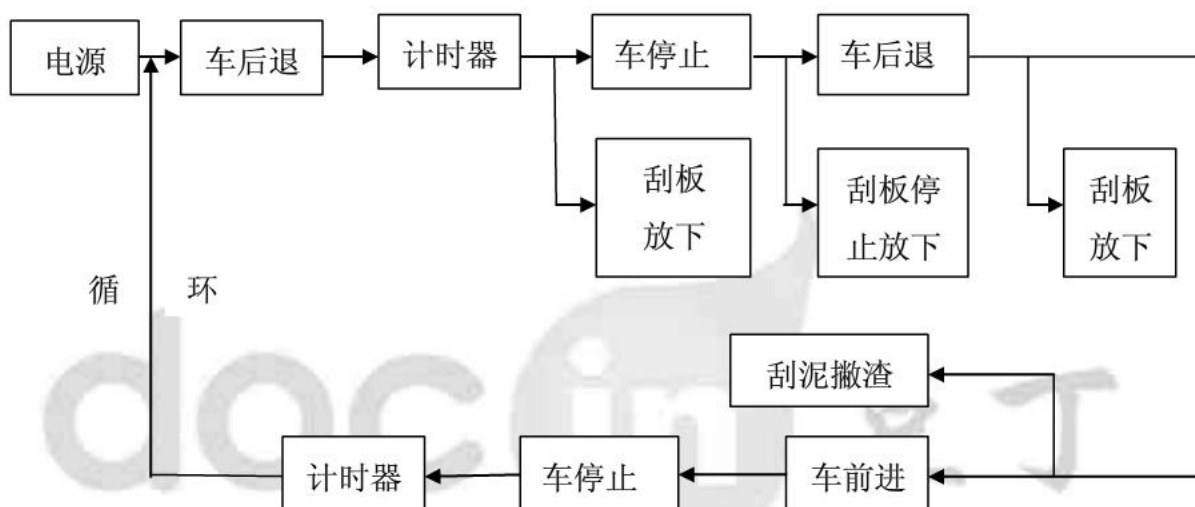 电源
车后退
计时器
车停止
车后退
刮板
放下
刮板停
止放下
刮板
放下
循 环
刮泥撇渣
计时器
车停止
车前进
docin